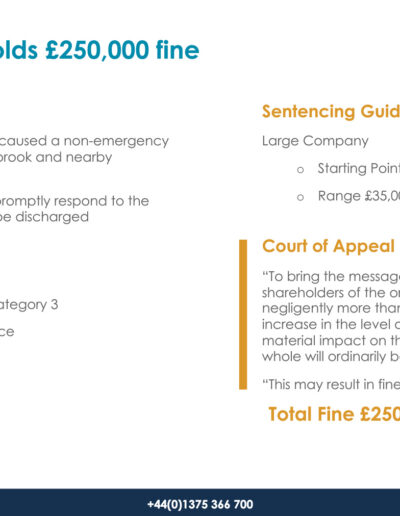 olds £250,000 fine
caused a non-emergency
brook and nearby
promptly respond to the
be discharged
ategory 3
ce
Sentencing Guid
Large Company
o Starting Point
o Range £35,00
Court of Appeal
“To bring the message
shareholders of the o
negligently more than
increase in the level o
material impact on th
whole will ordinarily b
“This may result in fine
Total Fine £250
+44(0)1375 366 700